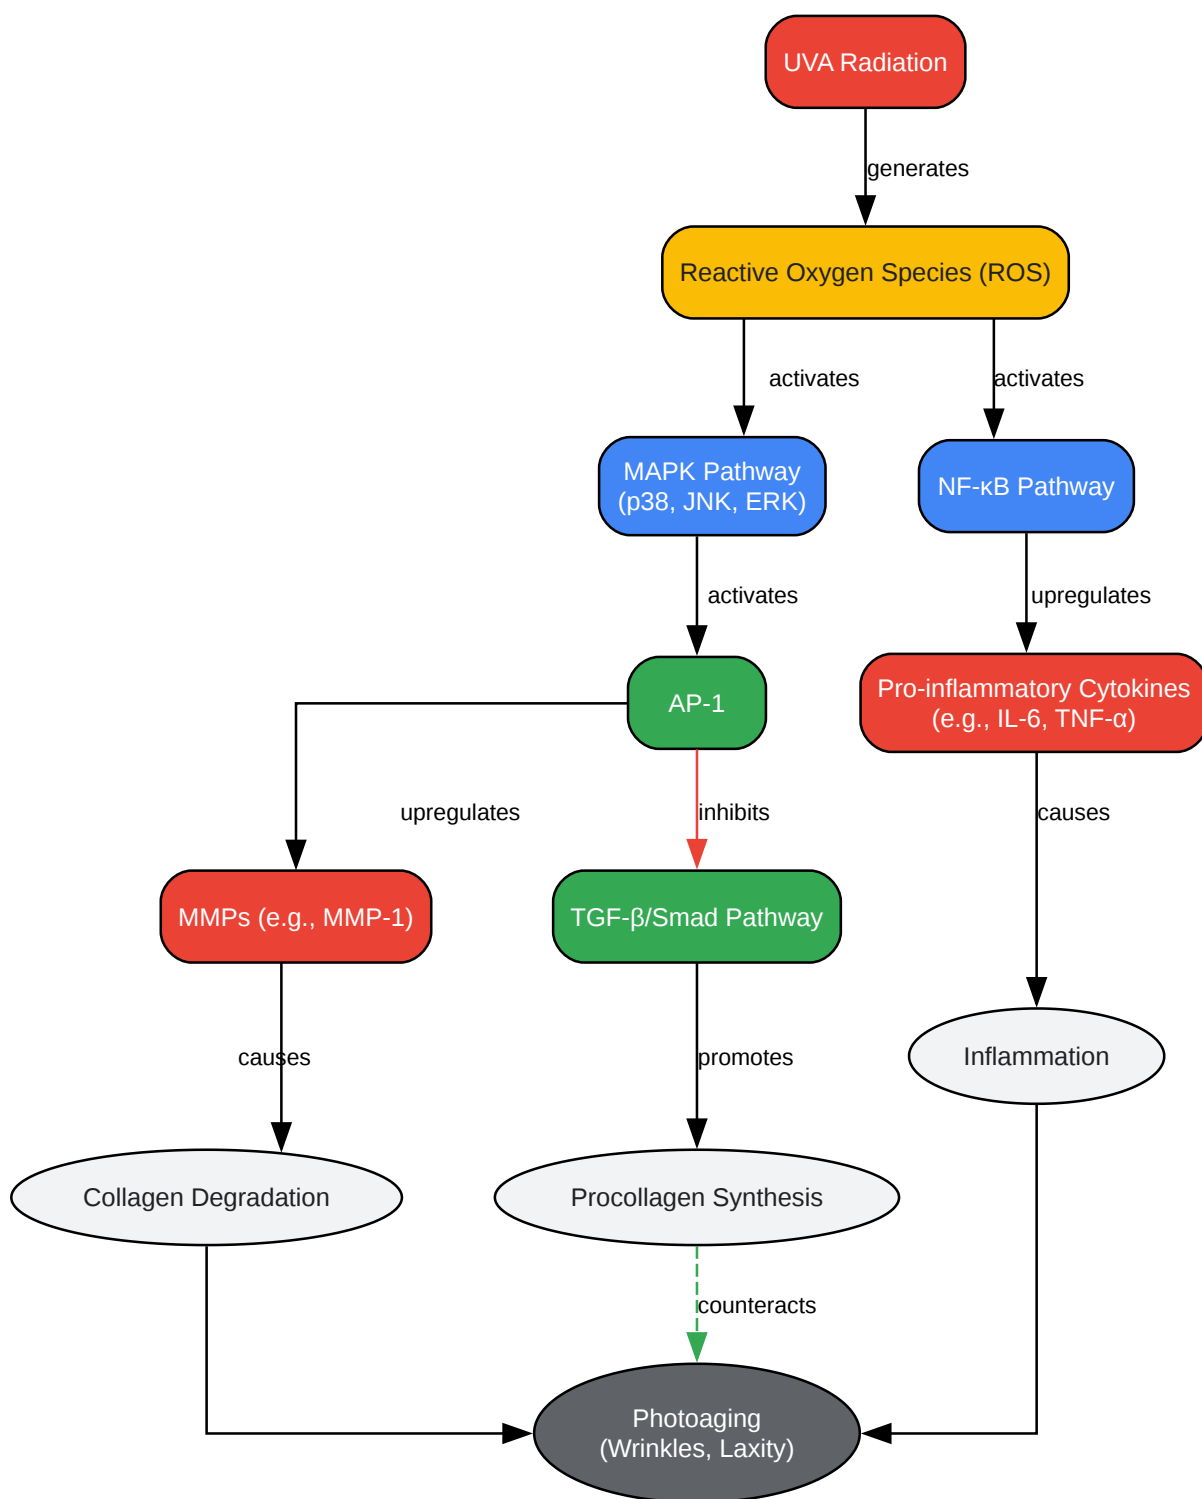 UVA Radiation
generates
Reactive Oxygen Species (ROS)
activates
activates
MAPK Pathway
(p38, JNK, ERK)
NF-κB Pathway
activates
upregulates
AP-1
Pro-inflammatory Cytokines
(e.g., IL-6, TNF-α)
upregulates
inhibits
causes
MMPs (e.g., MMP-1)
TGF-β/Smad Pathway
causes
promotes
Inflammation
Collagen Degradation
Procollagen Synthesis
counteracts
Photoaging
(Wrinkles, Laxity)